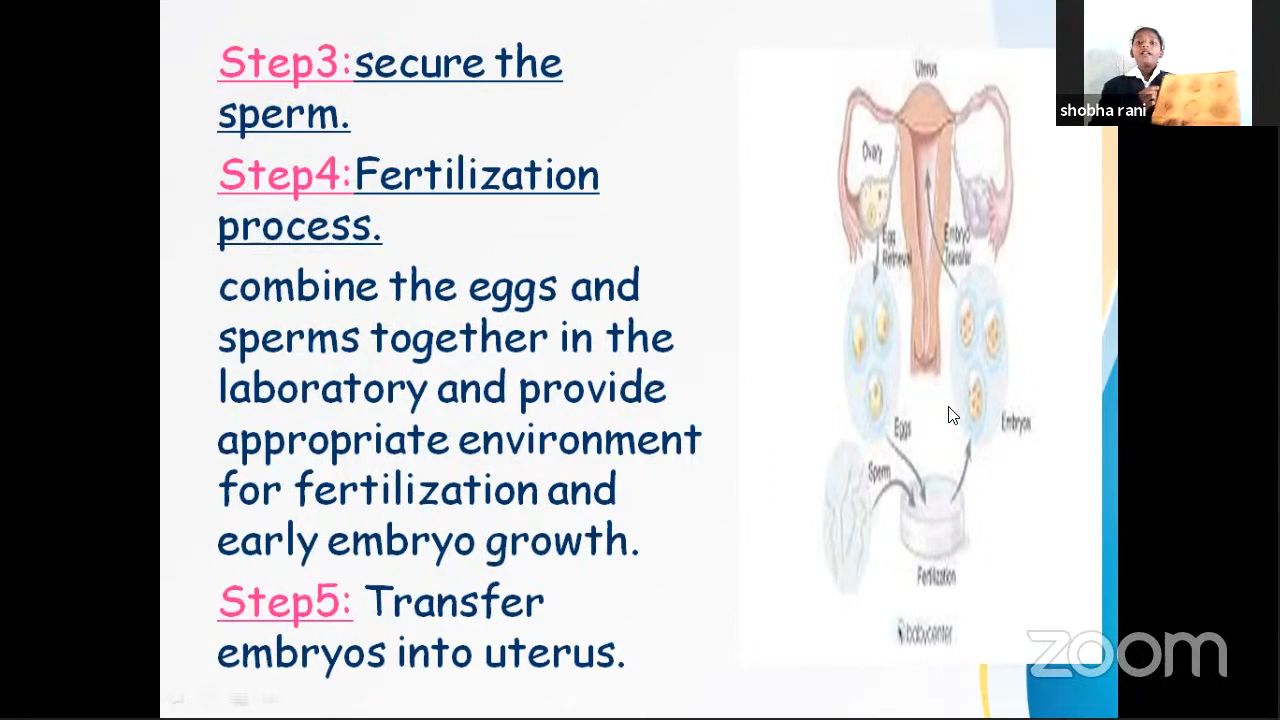 Step3:secure the
sperm.
Step4:Fertilization
process.
combine the eggs and
sperms together in the
laboratory and provide
appropriate environment
for fertilization and
early embryo growth.
Step5: Transfer
embryos into uterus.
Uterus
Ovary
Egg
Retrieval
Embryo
Transfer
Eggs
Embryos
Sperm
Fertilization
babycenter
shobha rani
zoom